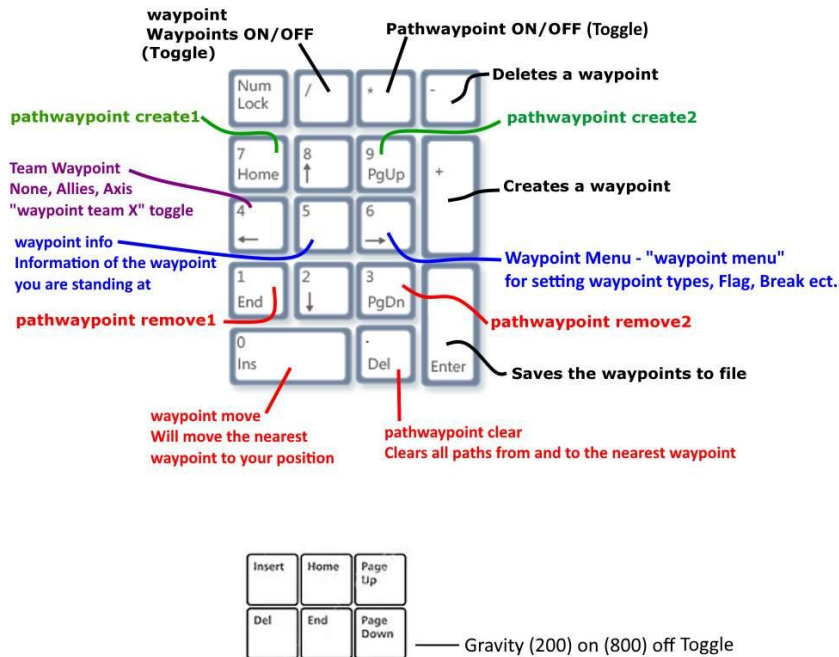 waypoint
Waypoints ON/OFF
(Toggle)
Pathwaypoint ON/OFF (Toggle)
Deletes a waypoint
Num
Lock
/
*
-
pathwaypoint create1
pathwaypoint create2
7
Home
8
↑
9
PgUp
+
Team Waypoint
None, Allies, Axis
"waypoint team X" toggle
Creates a waypoint
4
←
5
6
→
waypoint info
Information of the waypoint
you are standing at
Waypoint Menu - "waypoint menu"
for setting waypoint types, Flag, Break ect.
1
End
2
↓
3
PgDn
pathwaypoint remove1
pathwaypoint remove2
0
Ins
.
Del
Enter
Saves the waypoints to file
waypoint move
Will move the nearest
waypoint to your position
pathwaypoint clear
Clears all paths from and to the nearest waypoint
Insert
Home
Page
Up
Del
End
Page
Down
Gravity (200) on (800) off Toggle